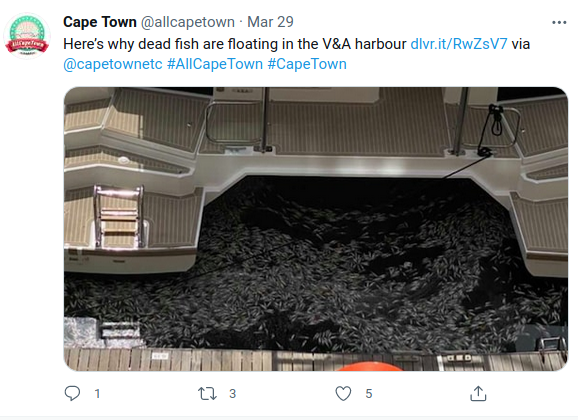 Cape Town @allcapetown · Mar 29
Here's why dead fish are floating in the V&A harbour dlvr.it/RwZsV7 via
@capetownetc #AllCapeTown #CapeTown
1 3 5